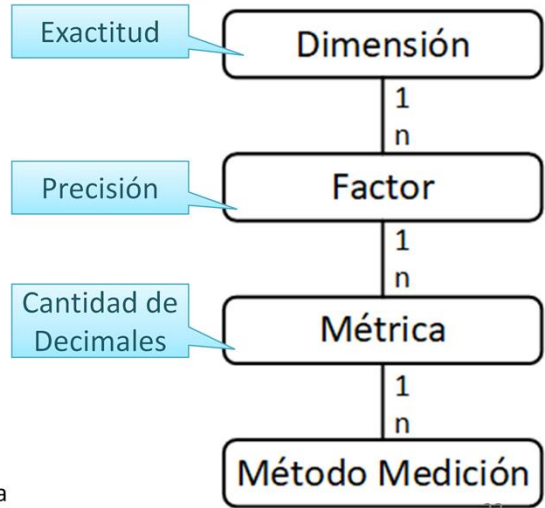 Exactitud
Dimensión
1
n
Precisión
Factor
1
n
Cantidad de
Decimales
Métrica
1
n
Método Medición
a